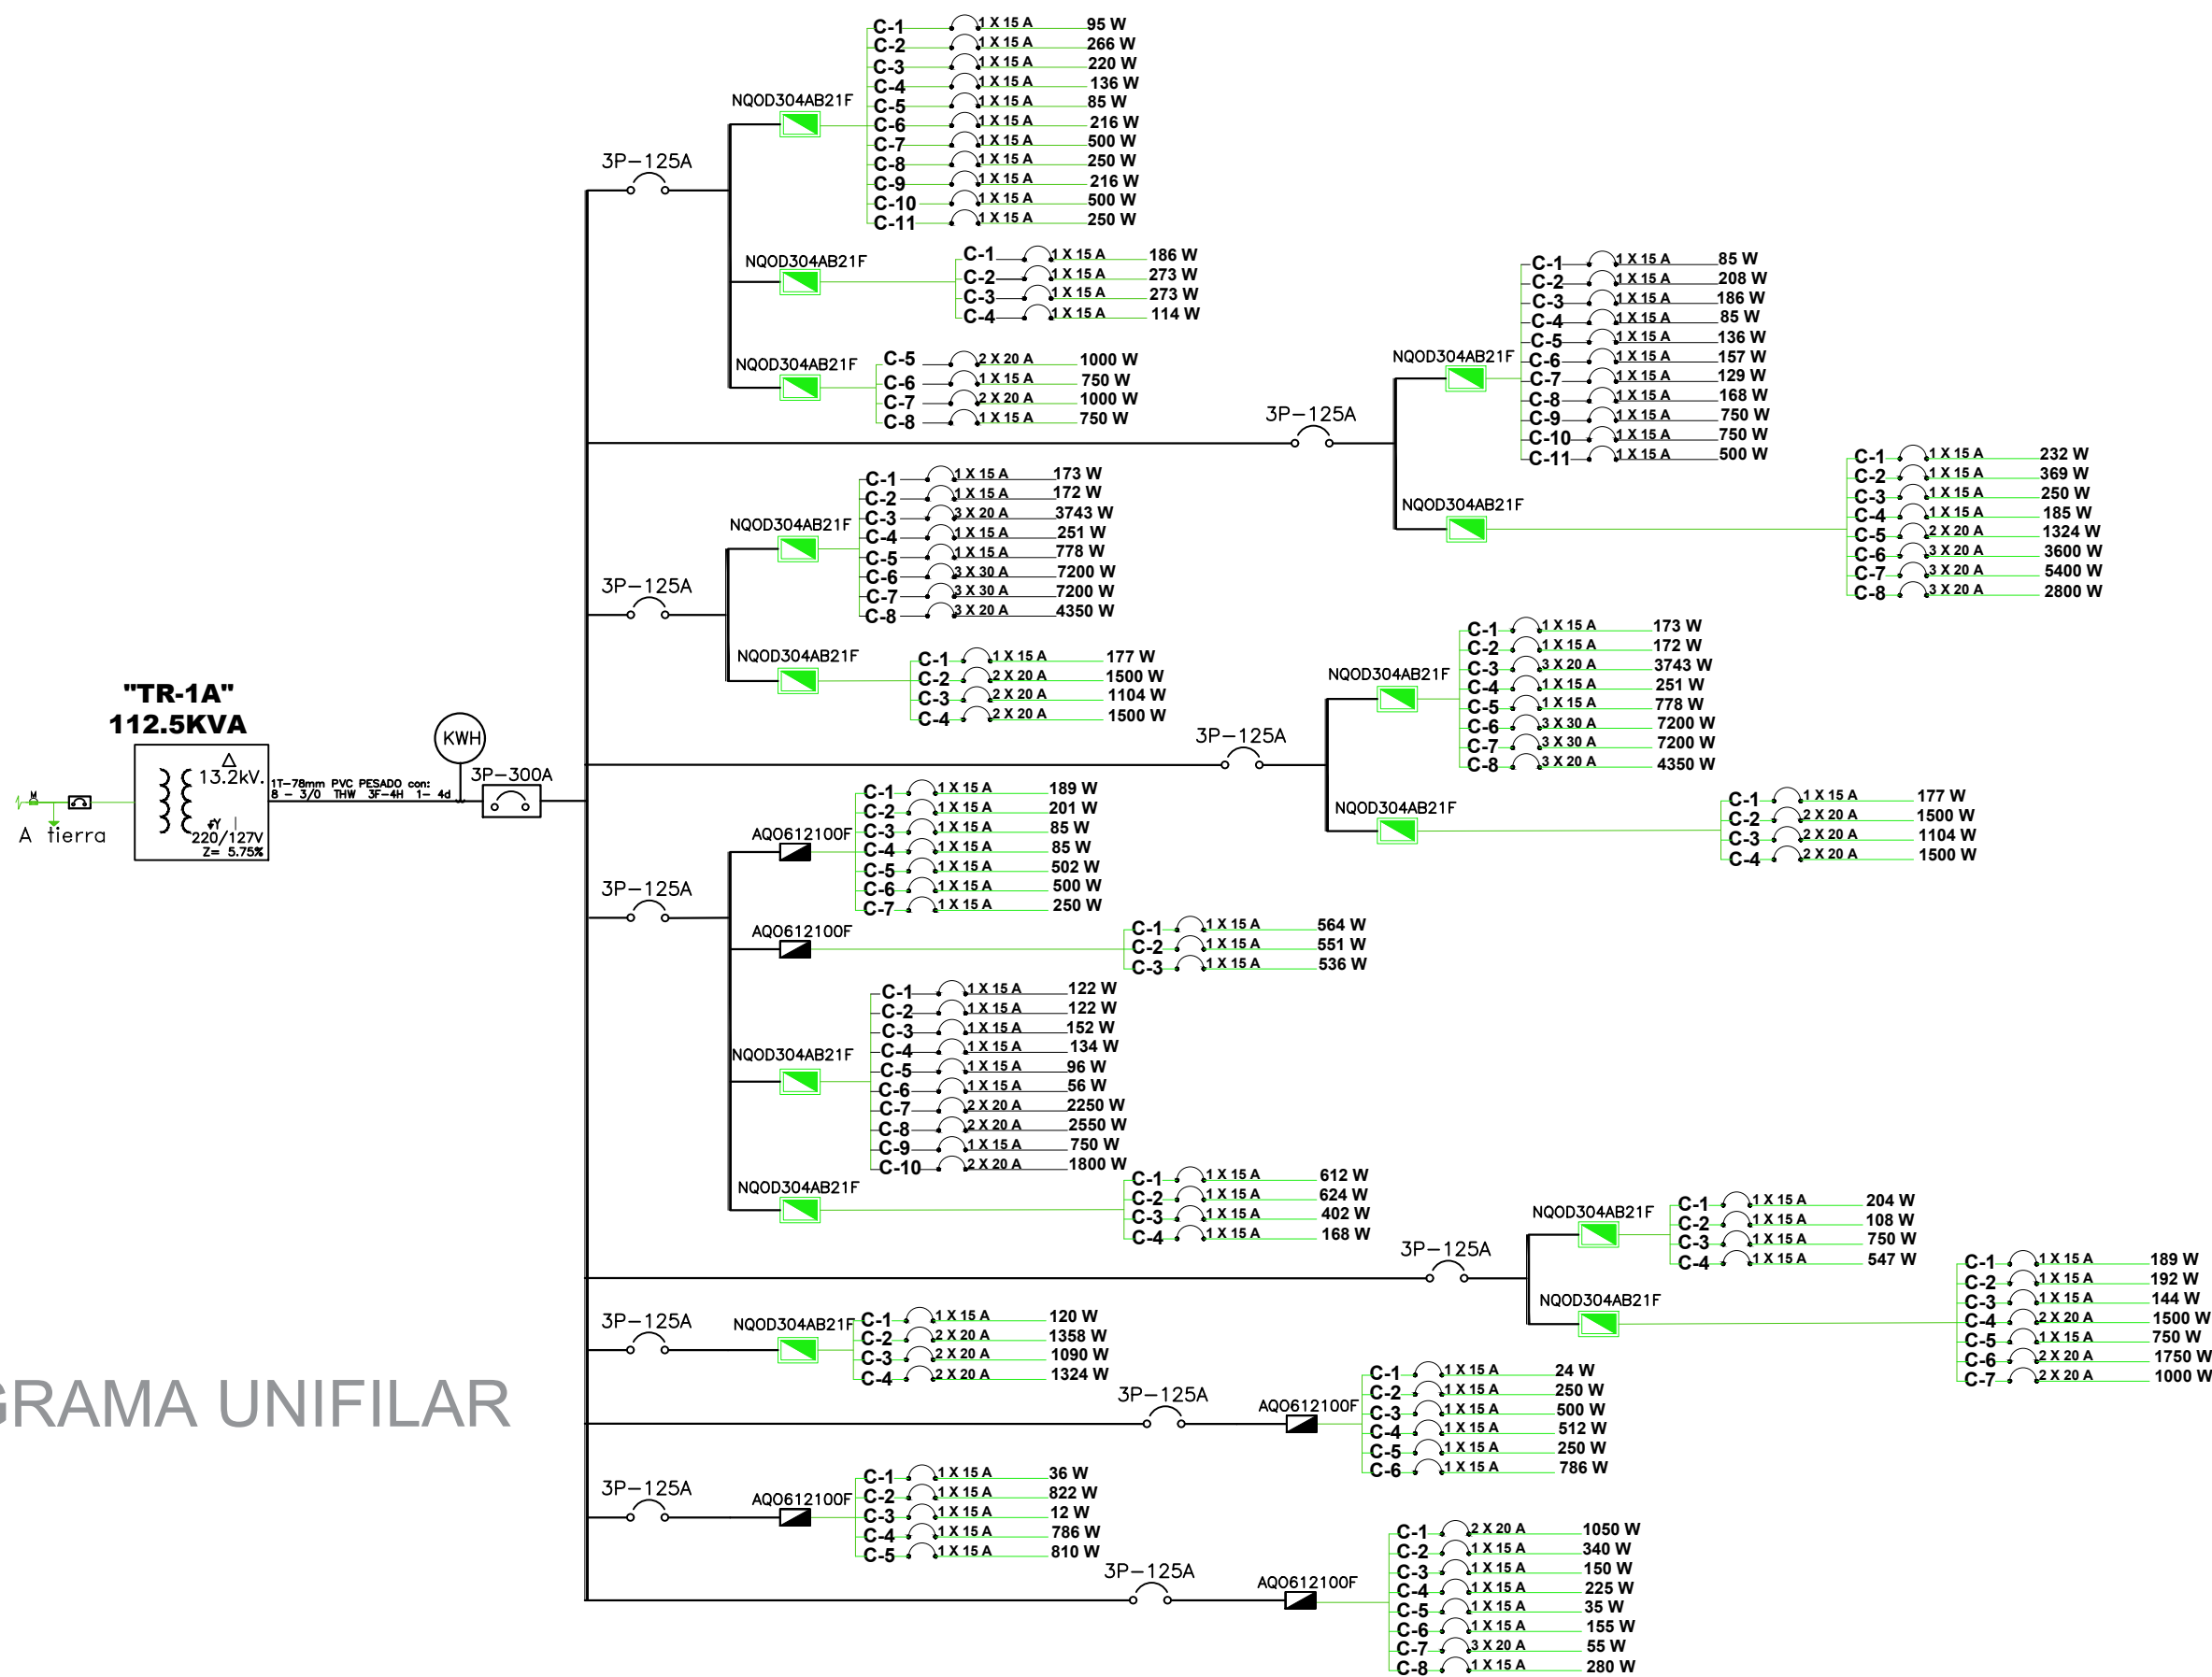 "TR-1A"
112.5KVA
13.2kV.
Y
220/127V
Z= 5.75%
M
A tierra
1T-78mm PVC PESADO con:
8 - 3/0 THW 3F-4H 1- 4d
KWH
3P-300A
3P-125A
NQOD304AB21F
C-1 1 X 15 A 95 W
C-2 1 X 15 A 266 W
C-3 1 X 15 A 220 W
C-4 1 X 15 A 136 W
C-5 1 X 15 A 85 W
C-6 1 X 15 A 216 W
C-7 1 X 15 A 500 W
C-8 1 X 15 A 250 W
C-9 1 X 15 A 216 W
C-10 1 X 15 A 500 W
C-11 1 X 15 A 250 W
NQOD304AB21F
C-1 1 X 15 A 186 W
C-2 1 X 15 A 273 W
C-3 1 X 15 A 273 W
C-4 1 X 15 A 114 W
NQOD304AB21F
C-5 2 X 20 A 1000 W
C-6 1 X 15 A 750 W
C-7 2 X 20 A 1000 W
C-8 1 X 15 A 750 W
3P-125A
NQOD304AB21F
C-1 1 X 15 A 85 W
C-2 1 X 15 A 208 W
C-3 1 X 15 A 186 W
C-4 1 X 15 A 85 W
C-5 1 X 15 A 136 W
C-6 1 X 15 A 157 W
C-7 1 X 15 A 129 W
C-8 1 X 15 A 168 W
C-9 1 X 15 A 750 W
C-10 1 X 15 A 750 W
C-11 1 X 15 A 500 W
NQOD304AB21F
C-1 1 X 15 A 232 W
C-2 1 X 15 A 369 W
C-3 1 X 15 A 250 W
C-4 1 X 15 A 185 W
C-5 2 X 20 A 1324 W
C-6 3 X 20 A 3600 W
C-7 3 X 20 A 5400 W
C-8 3 X 20 A 2800 W
3P-125A
NQOD304AB21F
C-1 1 X 15 A 173 W
C-2 1 X 15 A 172 W
C-3 3 X 20 A 3743 W
C-4 1 X 15 A 251 W
C-5 1 X 15 A 778 W
C-6 3 X 30 A 7200 W
C-7 3 X 30 A 7200 W
C-8 3 X 20 A 4350 W
NQOD304AB21F
C-1 1 X 15 A 177 W
C-2 2 X 20 A 1500 W
C-3 2 X 20 A 1104 W
C-4 2 X 20 A 1500 W
3P-125A
NQOD304AB21F
C-1 1 X 15 A 173 W
C-2 1 X 15 A 172 W
C-3 3 X 20 A 3743 W
C-4 1 X 15 A 251 W
C-5 1 X 15 A 778 W
C-6 3 X 30 A 7200 W
C-7 3 X 30 A 7200 W
C-8 3 X 20 A 4350 W
NQOD304AB21F
C-1 1 X 15 A 177 W
C-2 2 X 20 A 1500 W
C-3 2 X 20 A 1104 W
C-4 2 X 20 A 1500 W
3P-125A
AQO612100F
C-1 1 X 15 A 189 W
C-2 1 X 15 A 201 W
C-3 1 X 15 A 85 W
C-4 1 X 15 A 85 W
C-5 1 X 15 A 502 W
C-6 1 X 15 A 500 W
C-7 1 X 15 A 250 W
AQO612100F
C-1 1 X 15 A 564 W
C-2 1 X 15 A 551 W
C-3 1 X 15 A 536 W
NQOD304AB21F
C-1 1 X 15 A 122 W
C-2 1 X 15 A 122 W
C-3 1 X 15 A 152 W
C-4 1 X 15 A 134 W
C-5 1 X 15 A 96 W
C-6 1 X 15 A 56 W
C-7 2 X 20 A 2250 W
C-8 2 X 20 A 2550 W
C-9 1 X 15 A 750 W
C-10 2 X 20 A 1800 W
NQOD304AB21F
C-1 1 X 15 A 612 W
C-2 1 X 15 A 624 W
C-3 1 X 15 A 402 W
C-4 1 X 15 A 168 W
3P-125A
NQOD304AB21F
C-1 1 X 15 A 204 W
C-2 1 X 15 A 108 W
C-3 1 X 15 A 750 W
C-4 1 X 15 A 547 W
NQOD304AB21F
C-1 1 X 15 A 189 W
C-2 1 X 15 A 192 W
C-3 1 X 15 A 144 W
C-4 2 X 20 A 1500 W
C-5 1 X 15 A 750 W
C-6 2 X 20 A 1750 W
C-7 2 X 20 A 1000 W
3P-125A
NQOD304AB21F
C-1 1 X 15 A 120 W
C-2 2 X 20 A 1358 W
C-3 2 X 20 A 1090 W
C-4 2 X 20 A 1324 W
GRAMA UNIFILAR
3P-125A
AQO612100F
C-1 1 X 15 A 24 W
C-2 1 X 15 A 250 W
C-3 1 X 15 A 500 W
C-4 1 X 15 A 512 W
C-5 1 X 15 A 250 W
C-6 1 X 15 A 786 W
3P-125A
AQO612100F
C-1 1 X 15 A 36 W
C-2 1 X 15 A 822 W
C-3 1 X 15 A 12 W
C-4 1 X 15 A 786 W
C-5 1 X 15 A 810 W
3P-125A
AQO612100F
C-1 2 X 20 A 1050 W
C-2 1 X 15 A 340 W
C-3 1 X 15 A 150 W
C-4 1 X 15 A 225 W
C-5 1 X 15 A 35 W
C-6 1 X 15 A 155 W
C-7 3 X 20 A 55 W
C-8 1 X 15 A 280 W